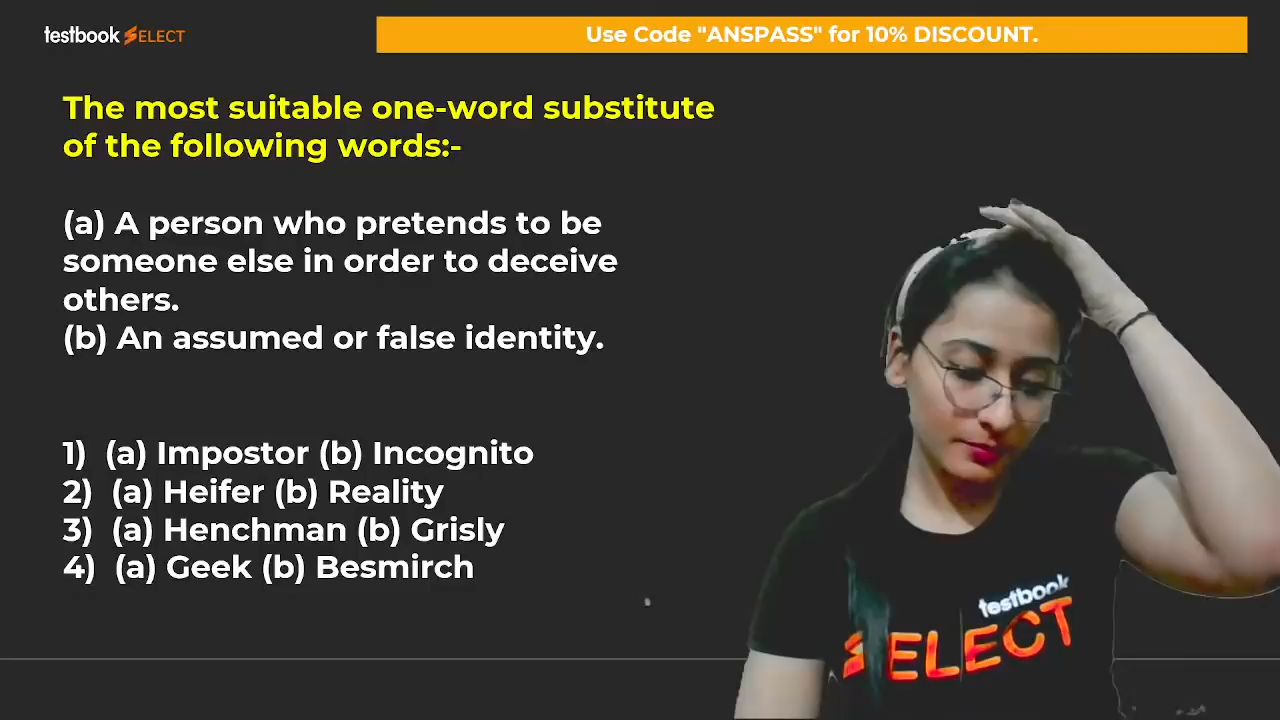 testbook SELECT
Use Code "ANSPASS" for 10% DISCOUNT.
The most suitable one-word substitute
of the following words:-
(a) A person who pretends to be
someone else in order to deceive
others.
(b) An assumed or false identity.
1) (a) Impostor (b) Incognito
2) (a) Heifer (b) Reality
3) (a) Henchman (b) Grisly
4) (a) Geek (b) Besmirch
testbook
SELECT